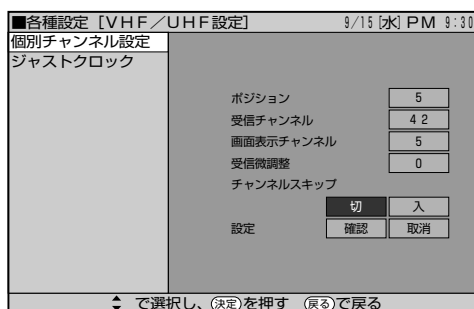 ■各種設定［VHF／UHF設定］ 9/15[水]PM 9:30
個別チャンネル設定
ジャストクロック
ポジション 5
受信チャンネル 42
画面表示チャンネル 5
受信微調整 0
チャンネルスキップ
切 入
設定 確認 取消
で選択し、決定を押す 戻るで戻る